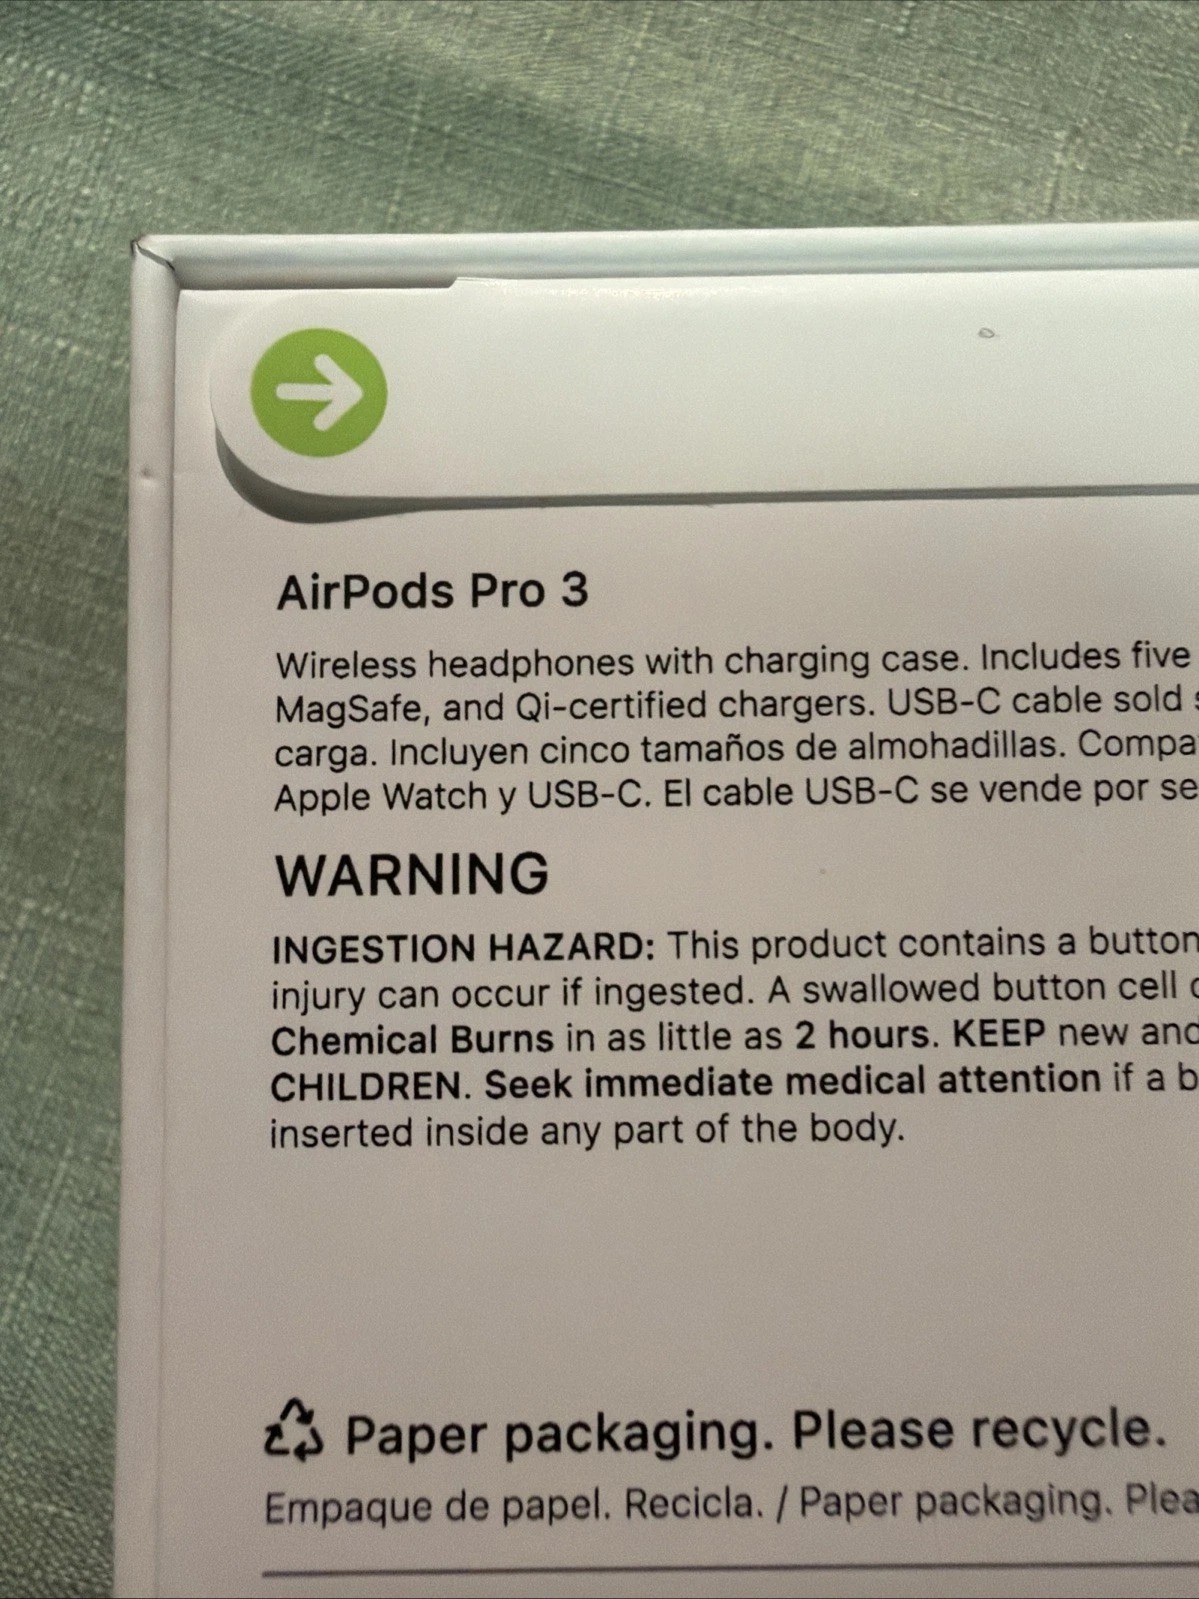 AirPods Pro 3
Wireless headphones with charging case. Includes five
MagSafe, and Qi-certified chargers. USB-C cable sold
carga. Incluyen cinco tamaños de almohadillas. Compa
Apple Watch y USB-C. El cable USB-C se vende por se
WARNING
INGESTION HAZARD: This product contains a button
injury can occur if ingested. A swallowed button cell
Chemical Burns in as little as 2 hours. KEEP new and
CHILDREN. Seek immediate medical attention if a b
inserted inside any part of the body.
Paper packaging. Please recycle.
Empaque de papel. Recicla. / Paper packaging. Plea